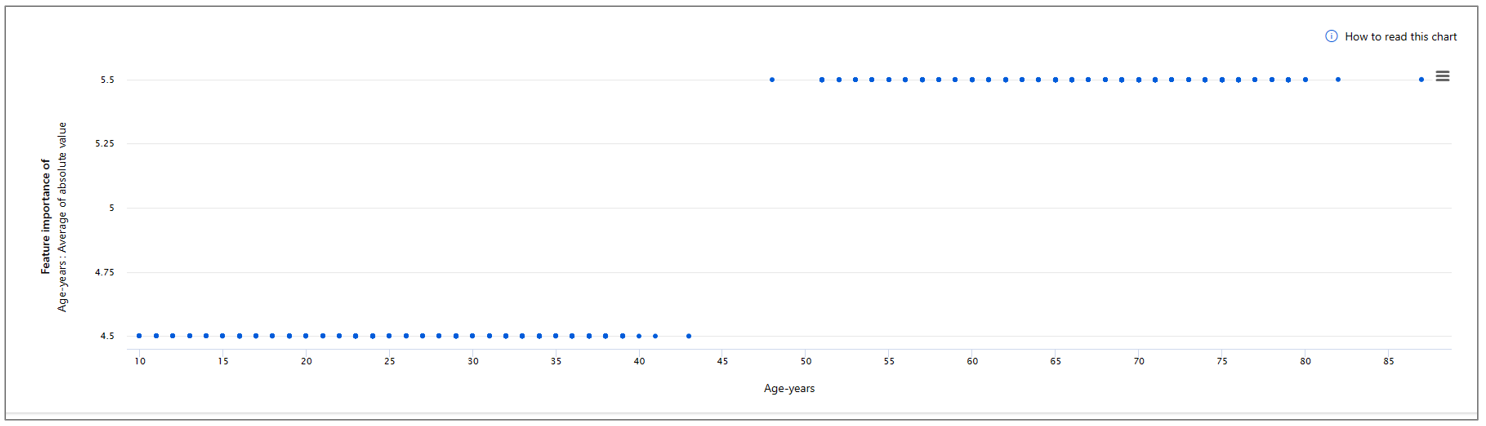 How to read this chart
5.5
5.25
5
4.75
4.5
Feature importance of
Age-years : Average of absolute value
10 15 20 25 30 35 40 45 50 55 60 65 70 75 80 85
Age-years